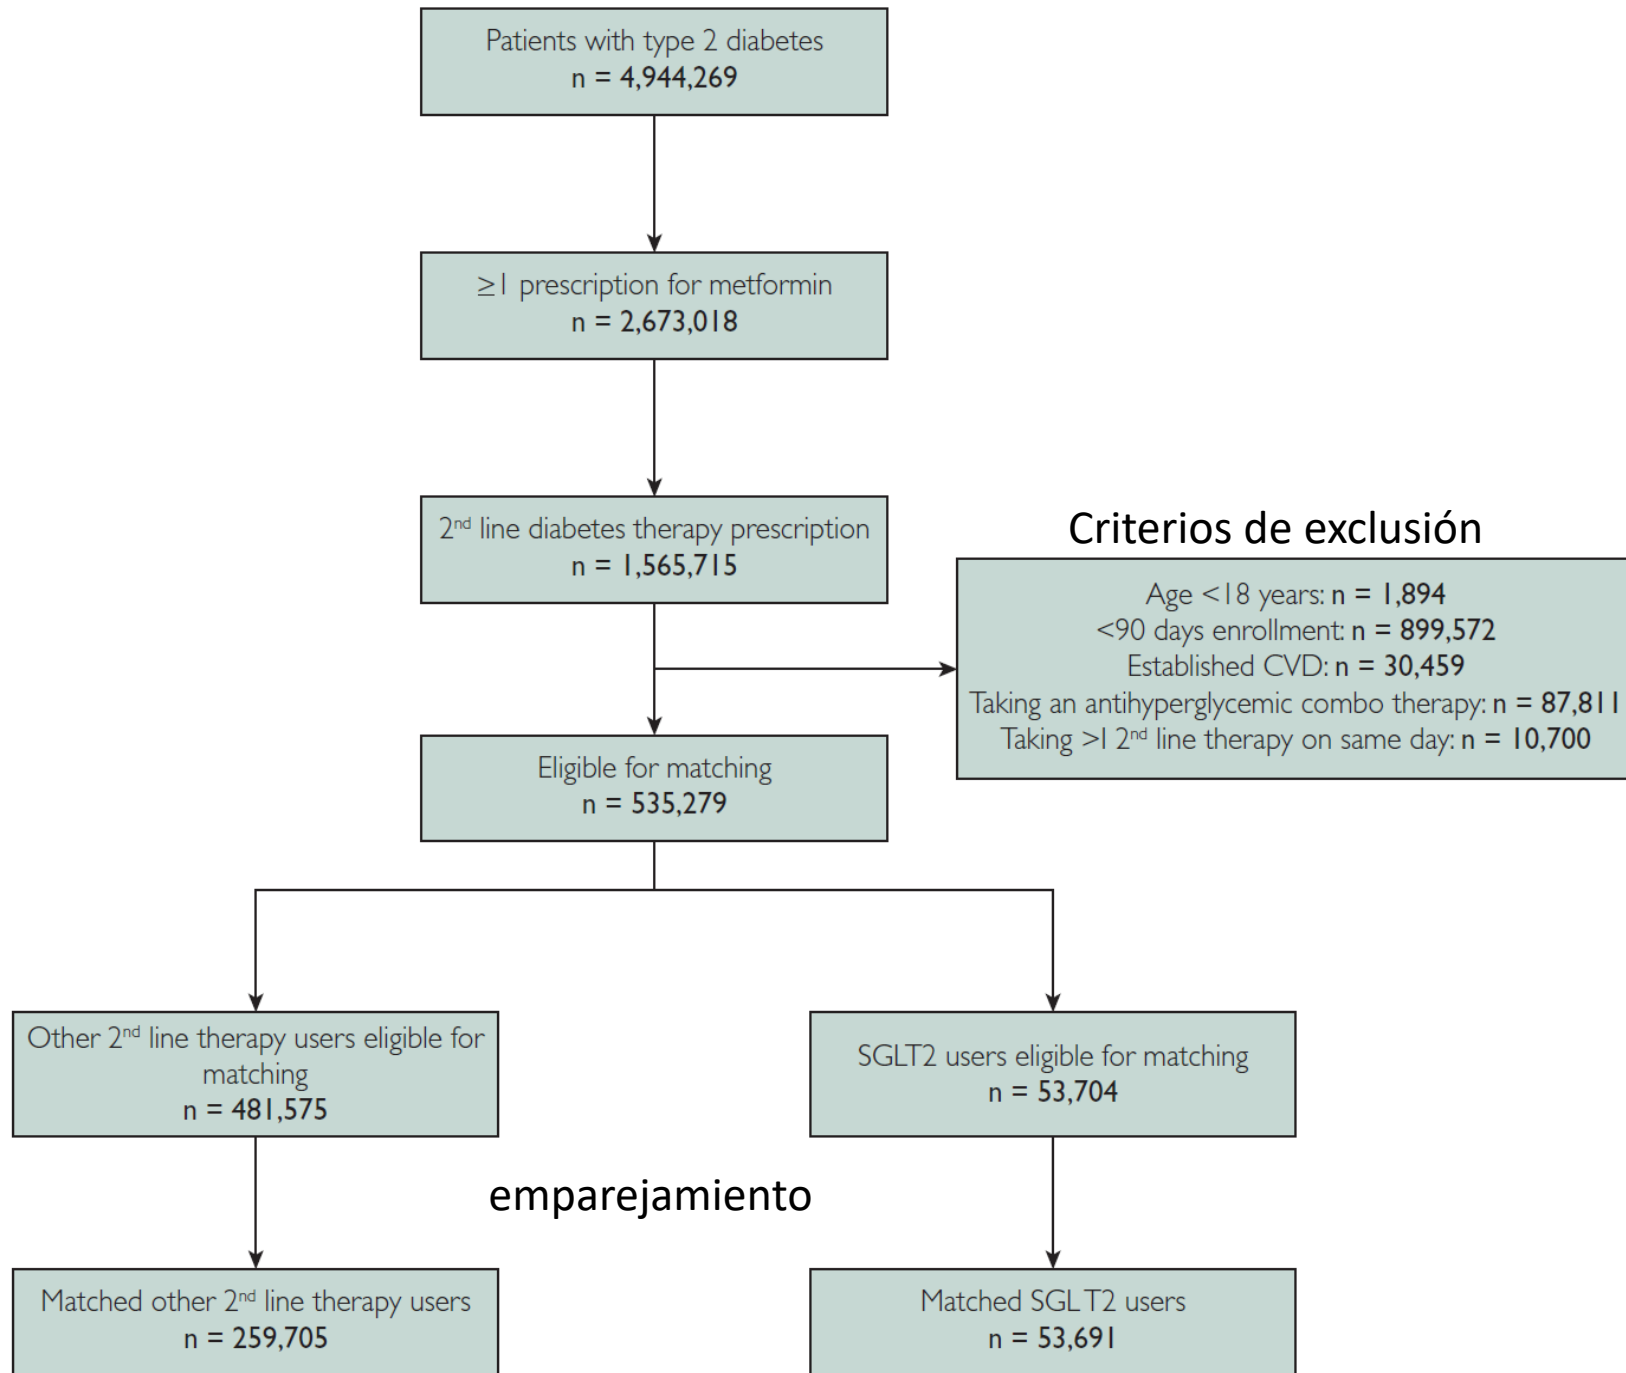 Patients with type 2 diabetes
n = 4,944,269
≥1 prescription for metformin
n = 2,673,018
2nd line diabetes therapy prescription
n = 1,565,715
Criterios de exclusión
Age <18 years: n = 1,894
<90 days enrollment: n = 899,572
Established CVD: n = 30,459
Taking an antihyperglycemic combo therapy: n = 87,811
Taking >1 2nd line therapy on same day: n = 10,700
Eligible for matching
n = 535,279
Other 2nd line therapy users eligible for
matching
n = 481,575
SGLT2 users eligible for matching
n = 53,704
emparejamiento
Matched other 2nd line therapy users
n = 259,705
Matched SGLT2 users
n = 53,691